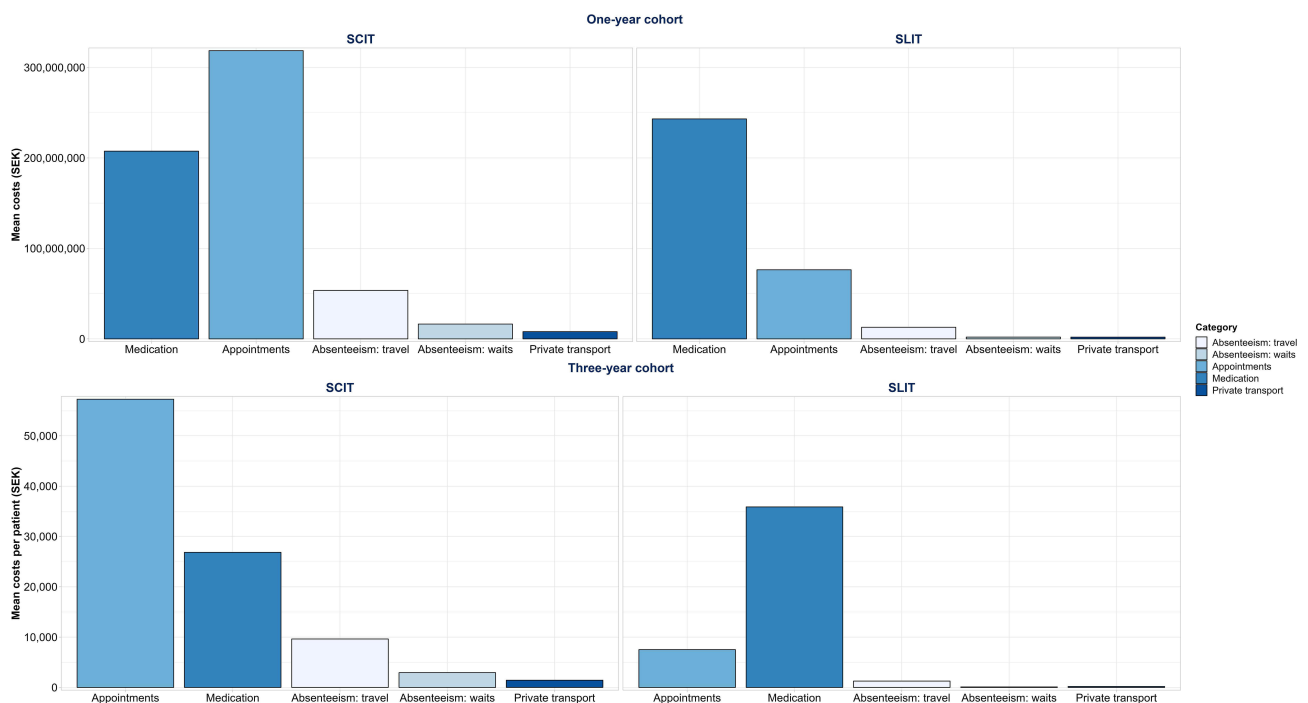 One-year cohort
SCIT
SLIT
Mean costs (SEK)
300,000,000
200,000,000
100,000,000
0
Medication
Appointments
Absenteeism: travel
Absenteeism: waits
Private transport
Medication
Appointments
Absenteeism: travel
Absenteeism: waits
Private transport
Three-year cohort
SCIT
SLIT
Mean costs per patient (SEK)
50,000
40,000
30,000
20,000
10,000
0
Appointments
Medication
Absenteeism: travel
Absenteeism: waits
Private transport
Appointments
Medication
Absenteeism: travel
Absenteeism: waits
Private transport
Category
Absenteeism: travel
Absenteeism: waits
Appointments
Medication
Private transport